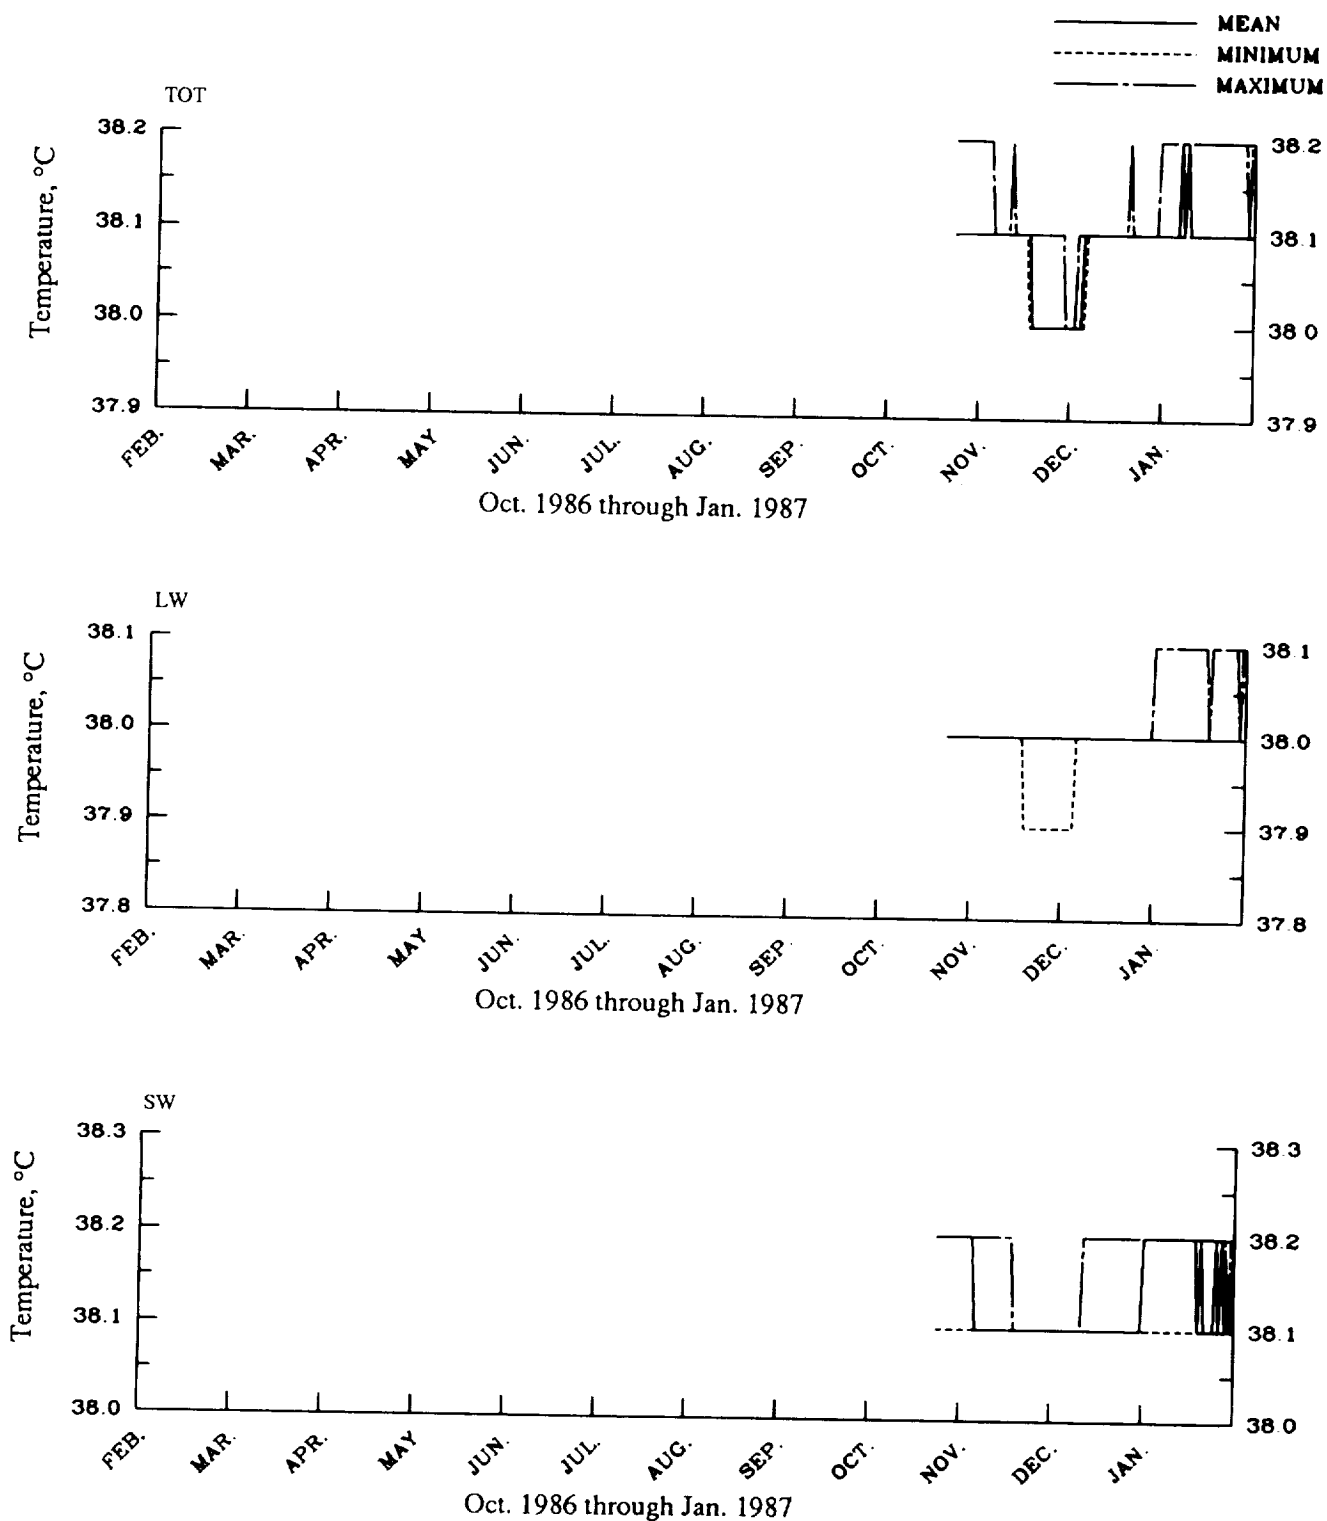 MEAN
MINIMUM
MAXIMUM
TOT
Temperature, °C
38.2
38.1
38.0
37.9
38.2
38.1
38.0
37.9
FEB. MAR. APR. MAY JUN. JUL. AUG. SEP. OCT. NOV. DEC. JAN.
Oct. 1986 through Jan. 1987
LW
Temperature, °C
38.1
38.0
37.9
37.8
38.1
38.0
37.9
37.8
FEB. MAR. APR. MAY JUN. JUL. AUG. SEP. OCT. NOV. DEC. JAN.
Oct. 1986 through Jan. 1987
SW
Temperature, °C
38.3
38.2
38.1
38.0
38.3
38.2
38.1
38.0
FEB. MAR. APR. MAY JUN. JUL. AUG. SEP. OCT. NOV. DEC. JAN.
Oct. 1986 through Jan. 1987